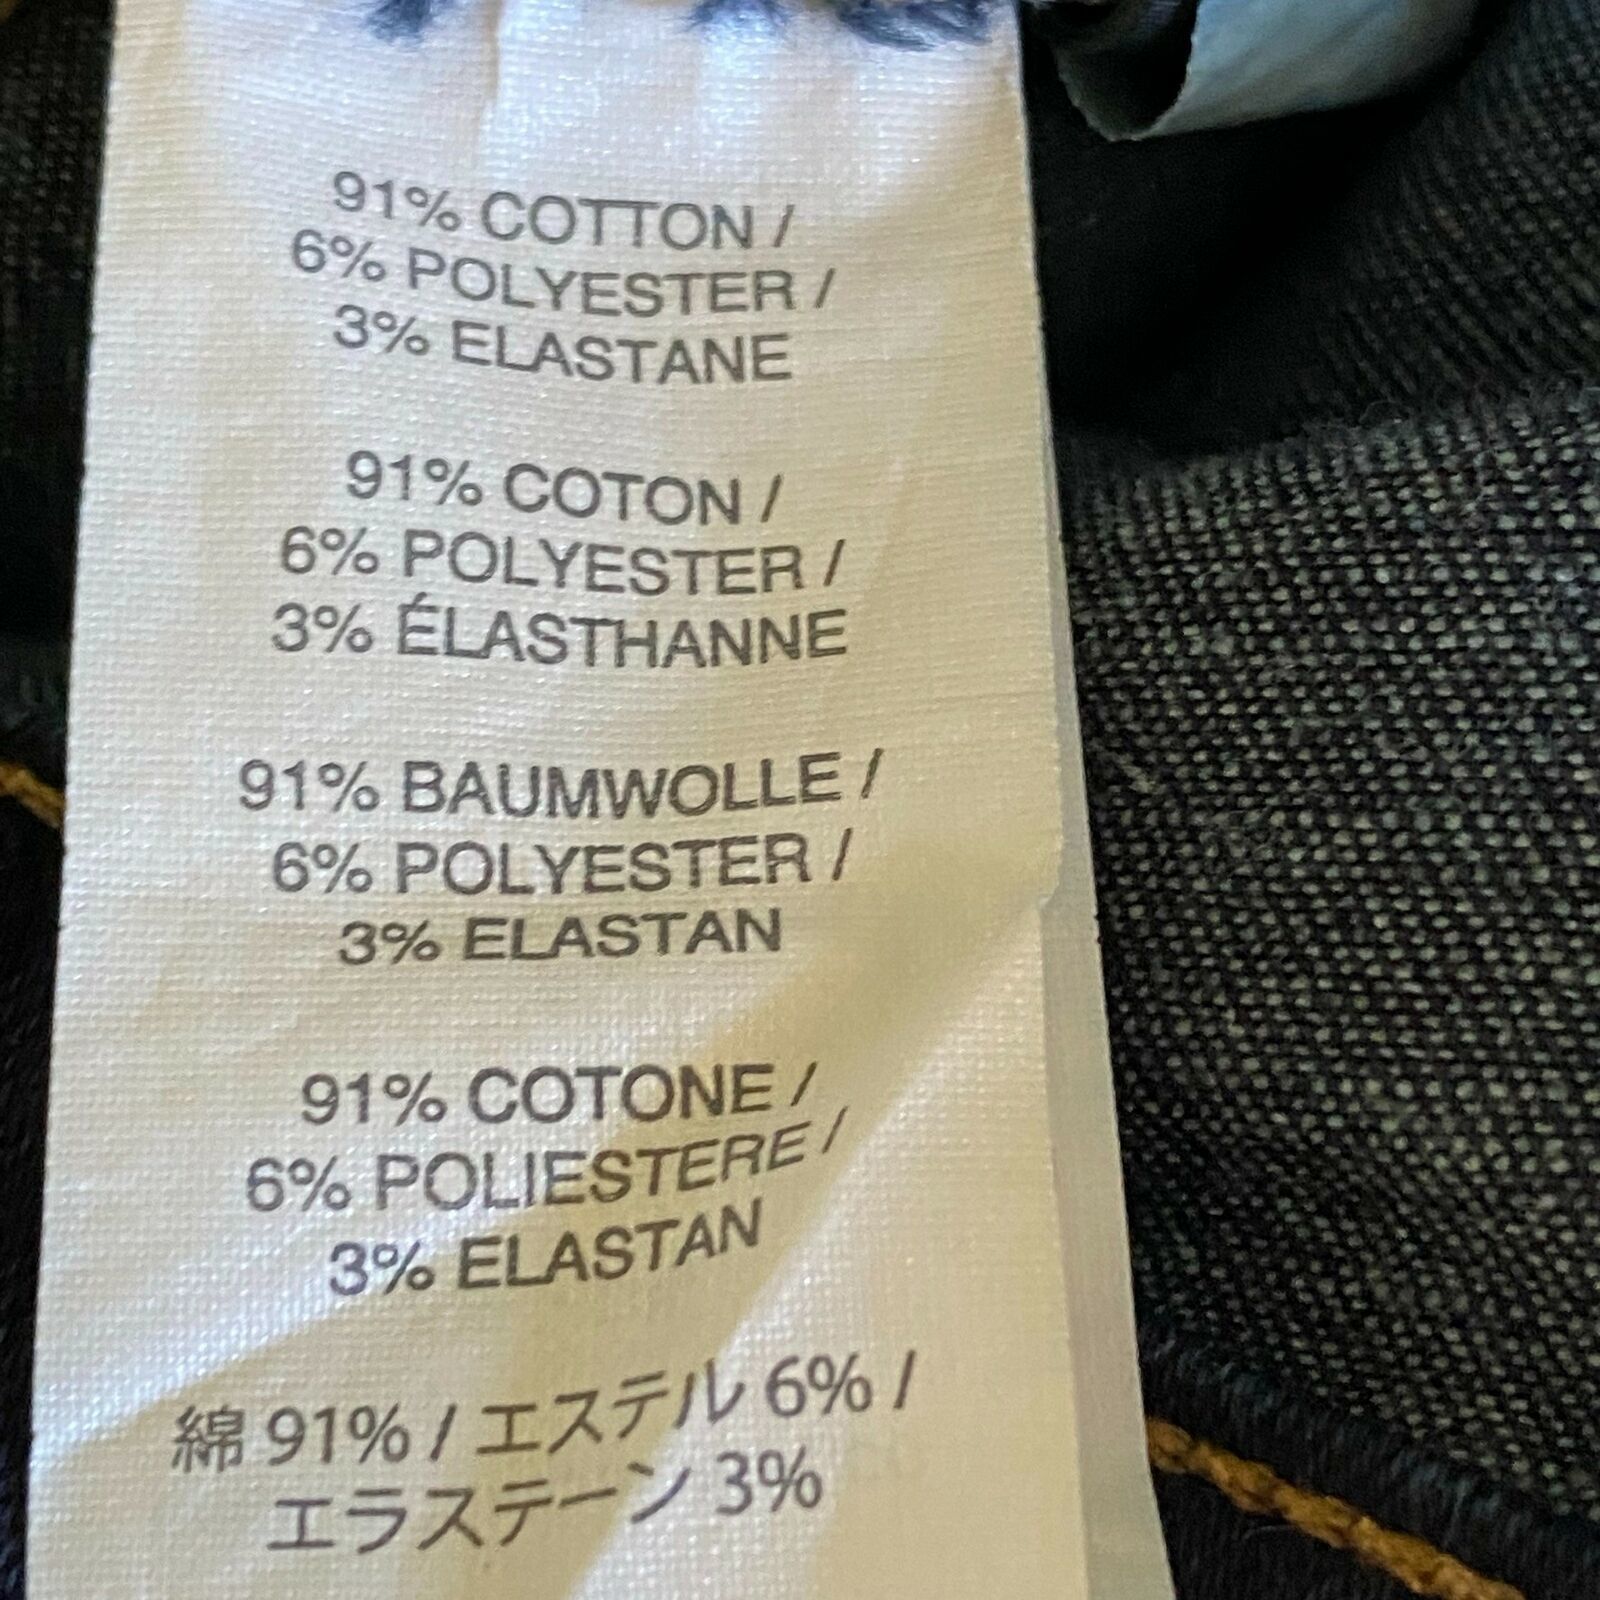 91% COTTON /
6% POLYESTER /
3% ELASTANE
91% COTON /
6% POLYESTER /
3% ÉLASTHANNE
91% BAUMWOLLE /
6% POLYESTER /
3% ELASTAN
91% COTONE /
6% POLIESTERE /
3% ELASTAN
綿 91% / エステル 6% /
エラステーン 3%